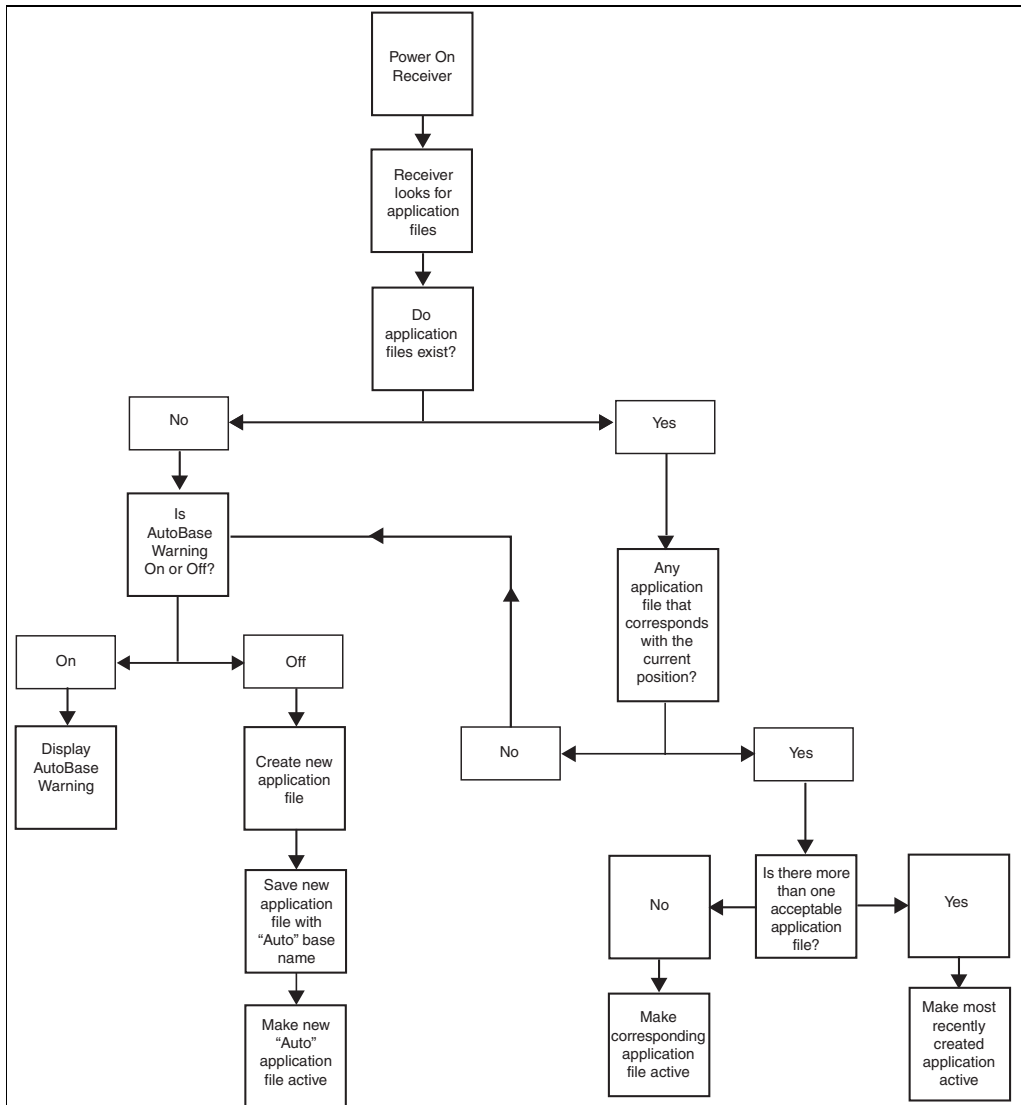 Power On
Receiver
Receiver
looks for
application
files
Do
application
files exist?
No
Yes
Is
AutoBase
Warning
On or Off?
Any
application
file that
corresponds
with the
current
position?
On
Off
No
Yes
Display
AutoBase
Warning
Create new
application
file
Save new
application
file with
“Auto” base
name
No
Is there more
than one
acceptable
application
file?
Yes
Make new
“Auto”
application
file active
Make
corresponding
application
file active
Make most
recently
created
application
active